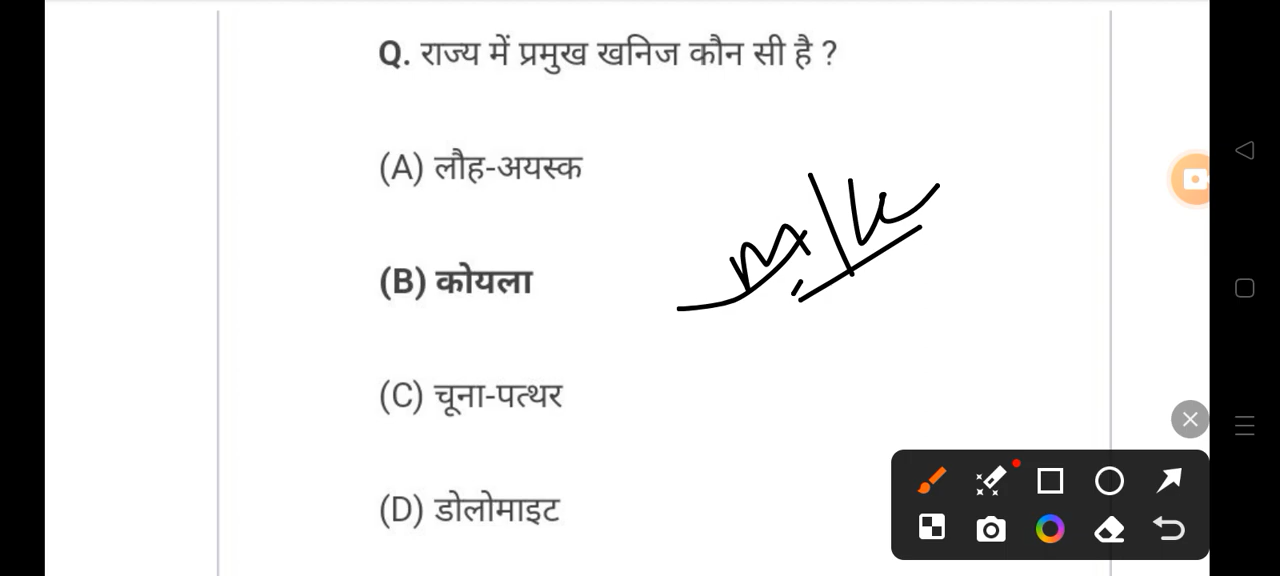 Q. राज्य में प्रमुख खनिज कौन सी है ?
(A) लौह-अयस्क
(B) कोयला
(C) चूना-पत्थर
(D) डोलोमाइट